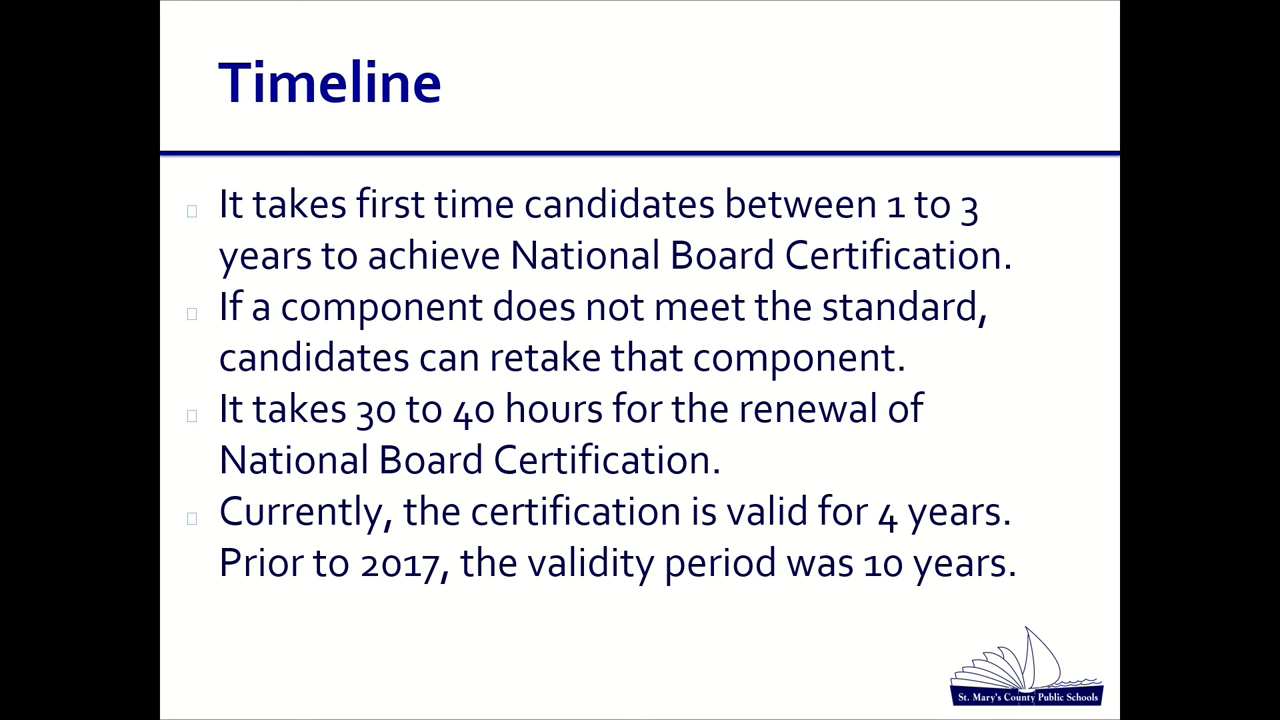 Timeline
It takes first time candidates between 1 to 3
years to achieve National Board Certification.
If a component does not meet the standard,
candidates can retake that component.
It takes 30 to 40 hours for the renewal of
National Board Certification.
Currently, the certification is valid for 4 years.
Prior to 2017, the validity period was 10 years.
St. Mary's County Public Schools